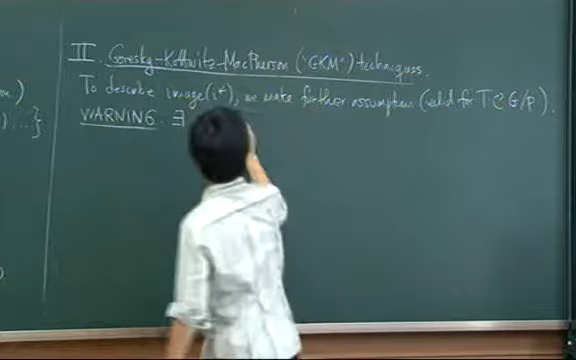 .)
) ...}
)
II. Goresky-Kottwitz-MacPherson ("GKM") techniques.
To describe image(i*), we make further assumption (valid for T ↻ G/P).
WARNING. ∃